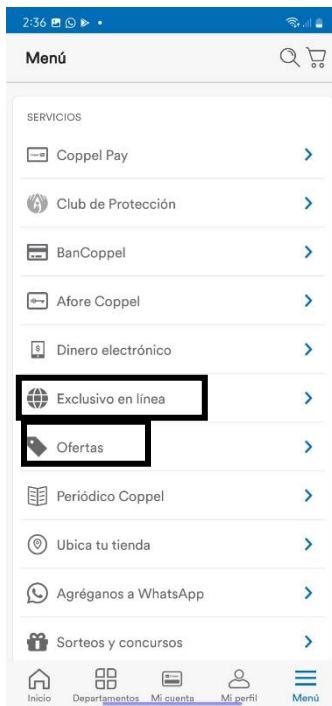 2:36
Menú
SERVICIOS
Coppel Pay
Club de Protección
BanCoppel
Afore Coppel
Dinero electrónico
Exclusivo en línea
Ofertas
Periódico Coppel
Ubica tu tienda
Agréganos a WhatsApp
Sorteos y concursos
Inicio Departamentos Mi cuenta Mi perfil Menú